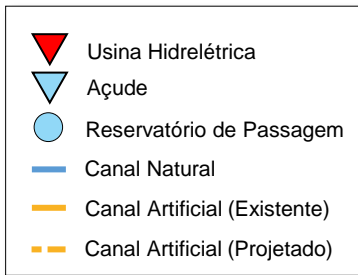 Usina Hidrelétrica
Açude
Reservatório de Passagem
Canal Natural
Canal Artificial (Existente)
Canal Artificial (Projetado)